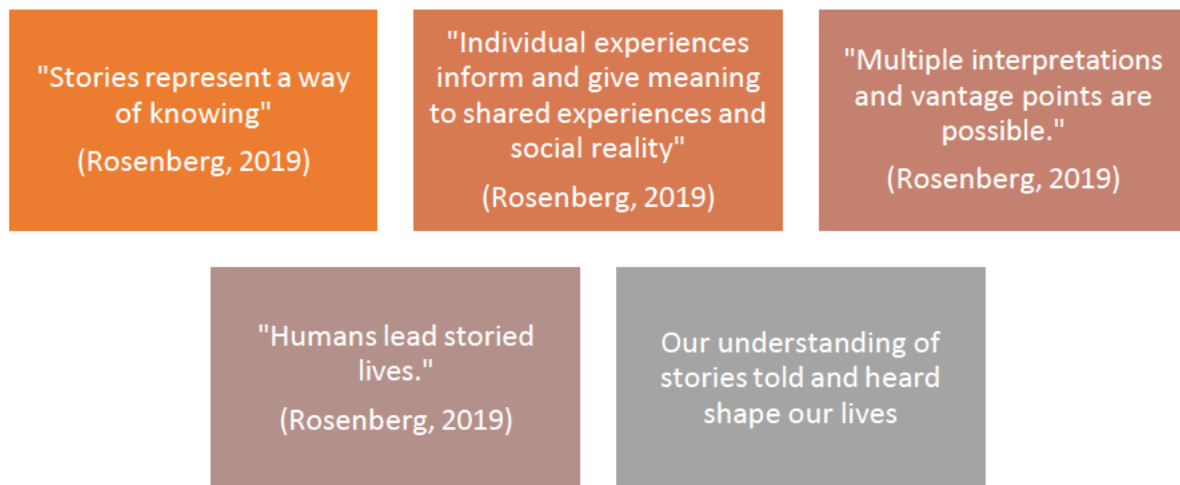 "Stories represent a way
of knowing"
(Rosenberg, 2019)
"Individual experiences
inform and give meaning
to shared experiences and
social reality"
(Rosenberg, 2019)
"Multiple interpretations
and vantage points are
possible."
(Rosenberg, 2019)
"Humans lead storied
lives."
(Rosenberg, 2019)
Our understanding of
stories told and heard
shape our lives